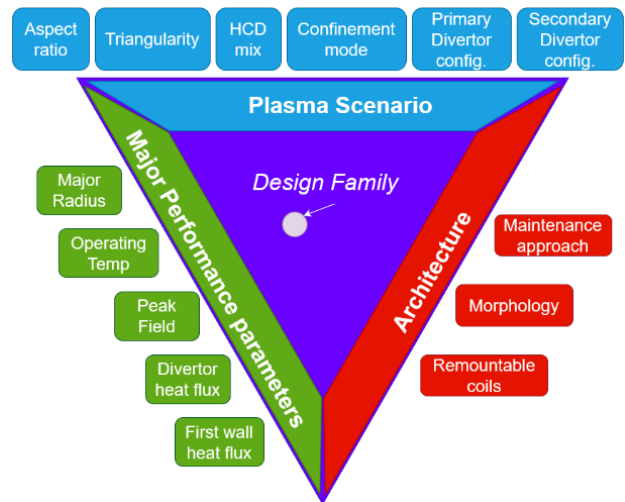 Aspect
ratio
Triangularity
HCD
mix
Confinement
mode
Primary
Divertor
config.
Secondary
Divertor
config.
Plasma Scenario
Major Performance parameters
Architecture
Design Family
Major
Radius
Operating
Temp
Peak
Field
Divertor
heat flux
First wall
heat flux
Maintenance
approach
Morphology
Remountable
coils